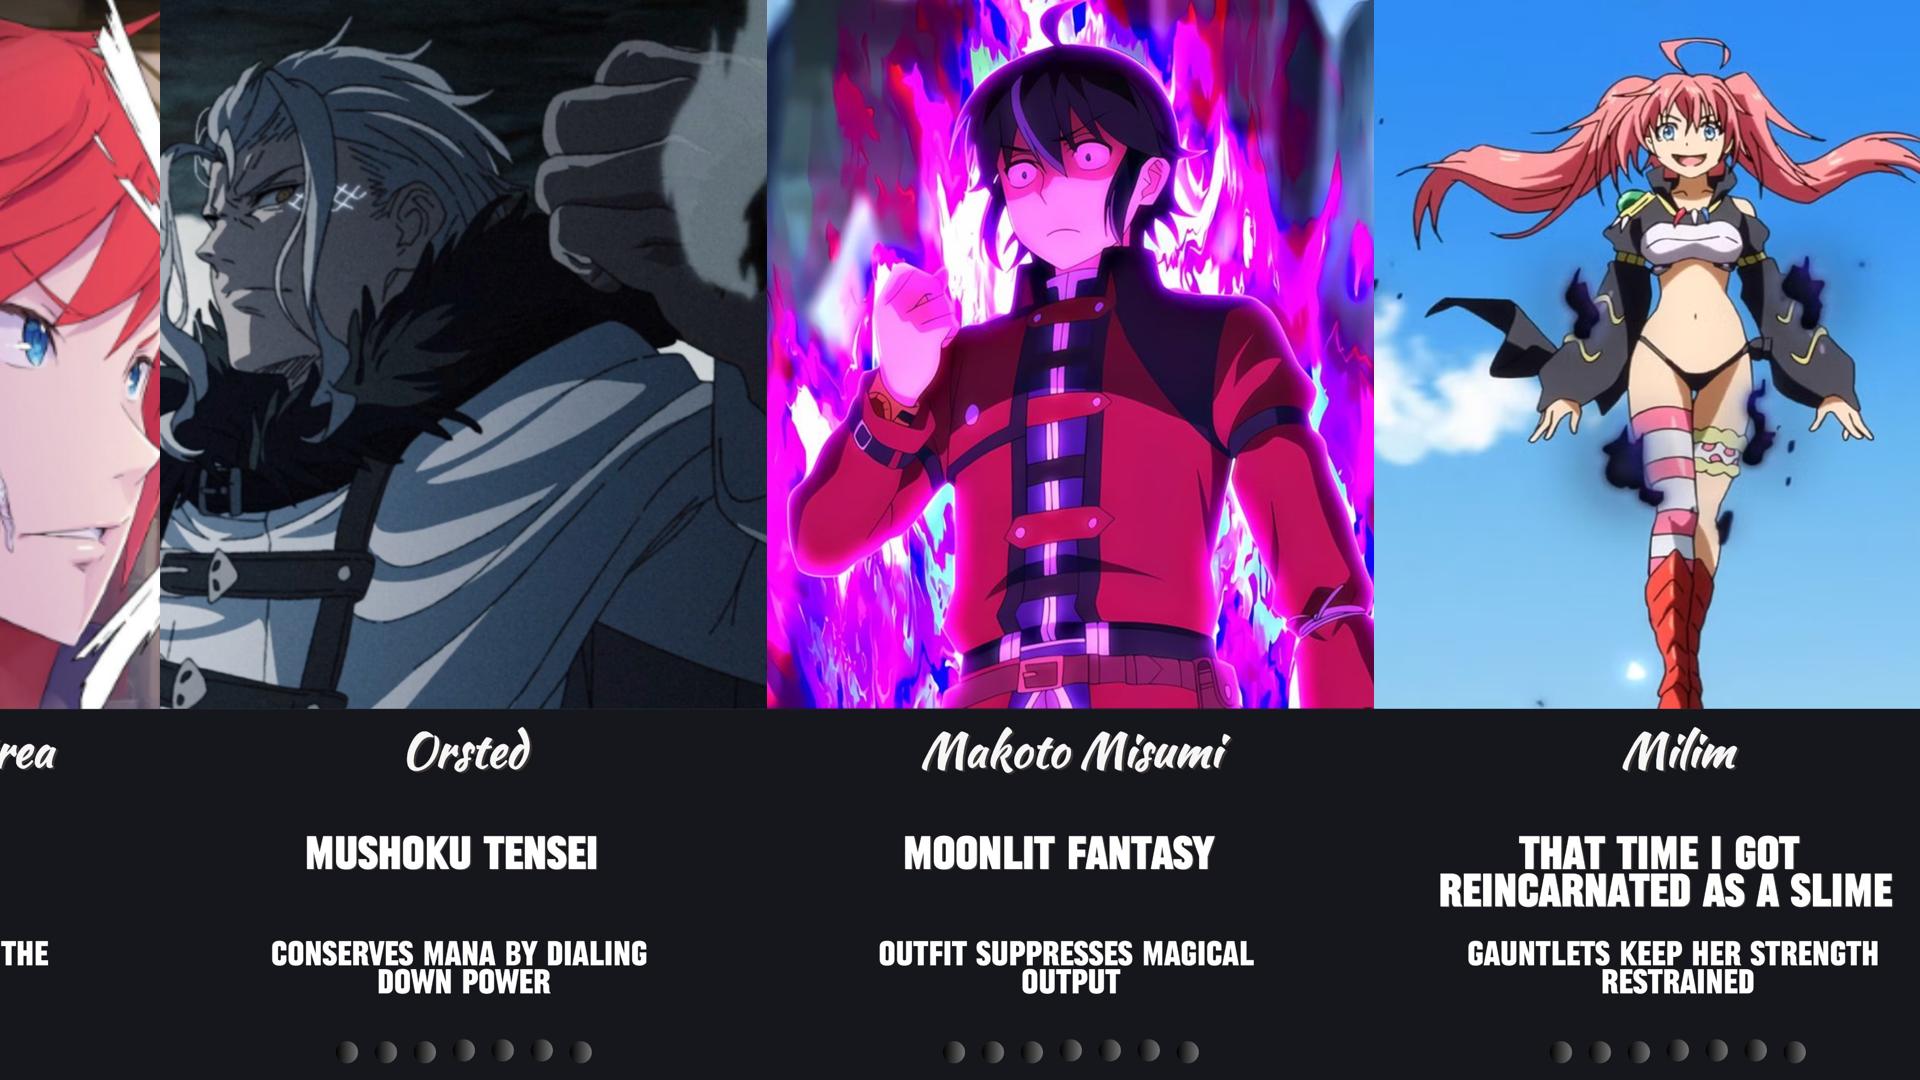 rea
THE
Orsted
MUSHOKU TENSEI
CONSERVES MANA BY DIALING
DOWN POWER
Makoto Misumi
MOONLIT FANTASY
OUTFIT SUPPRESSES MAGICAL
OUTPUT
Milim
THAT TIME I GOT
REINCARNATED AS A SLIME
GAUNTLETS KEEP HER STRENGTH
RESTRAINED